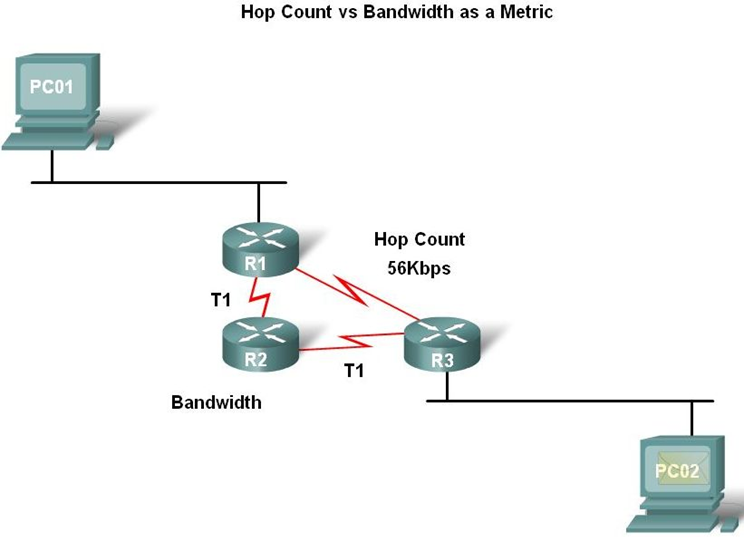 Hop Count vs Bandwidth as a Metric
PC01
R1
Hop Count
56Kbps
T1
R2
R3
T1
Bandwidth
PC02